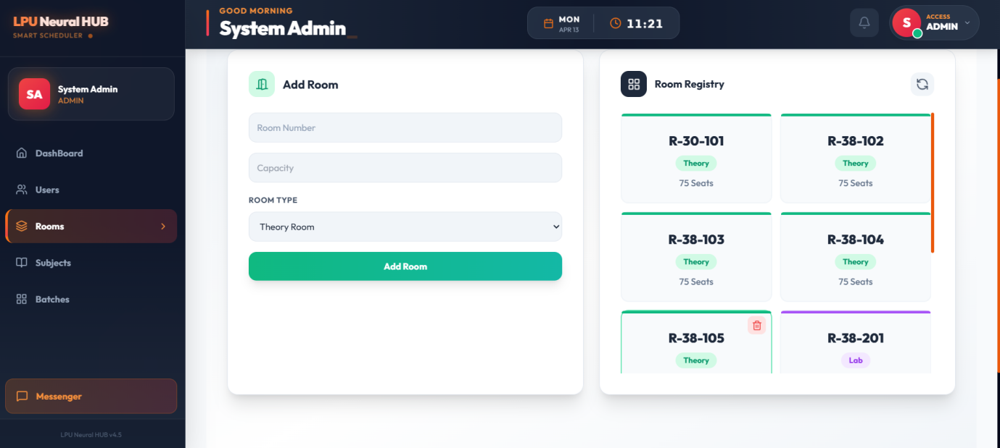 LPU Neural HUB
SMART SCHEDULER
SA
System Admin
ADMIN
DashBoard
Users
Rooms
Subjects
Batches
Messenger
LPU Neural HUB v4.5
GOOD MORNING
System Admin_
MON
APR 13
11:21
S
ACCESS
ADMIN
Add Room
Room Number
Capacity
ROOM TYPE
Theory Room
Add Room
Room Registry
R-30-101
Theory
75 Seats
R-38-102
Theory
75 Seats
R-38-103
Theory
75 Seats
R-38-104
Theory
75 Seats
R-38-105
Theory
R-38-201
Lab